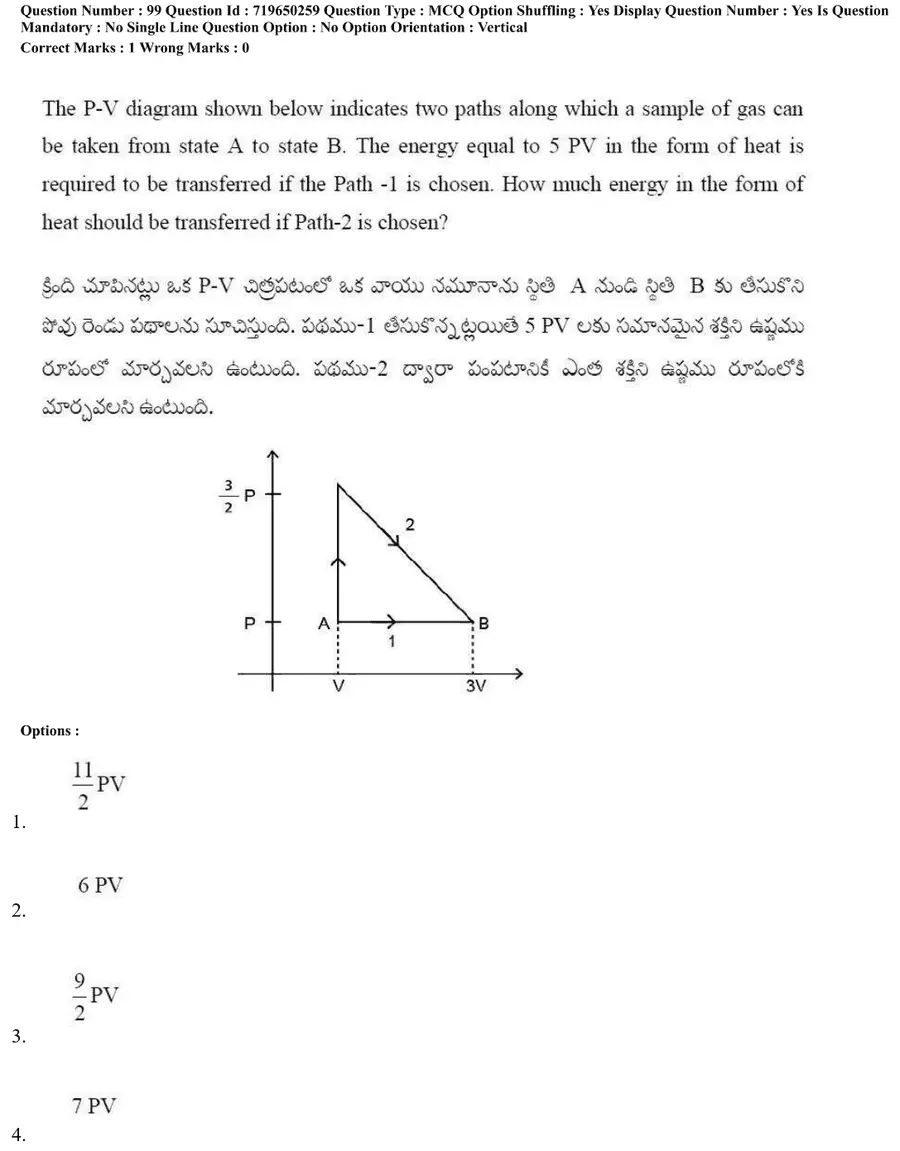 Question Number : 99 Question Id : 719650259 Question Type : MCQ Option Shuffling : Yes Display Question Number : Yes Is Question
Mandatory : No Single Line Question Option : No Option Orientation : Vertical
Correct Marks : 1 Wrong Marks : 0
The P-V diagram shown below indicates two paths along which a sample of gas can
be taken from state A to state B. The energy equal to 5 PV in the form of heat is
required to be transferred if the Path -1 is chosen. How much energy in the form of
heat should be transferred if Path-2 is chosen?
క్రింది చూపినట్లు ఒక P-V చిత్రపటంలో ఒక వాయు నమూనాను స్థితి A నుండి స్థితి B కు తీసుకొని
పోవు రెండు పథాలను సూచిస్తుంది. పథము-1 తీసుకొన్నట్లయితే 5 PV లకు సమానమైన శక్తిని ఉష్ణము
రూపంలో మార్చవలసి ఉంటుంది. పథము-2 ద్వారా పంపటానికి ఎంత శక్తిని ఉష్ణము రూపంలోకి
మార్చవలసి ఉంటుంది.
3/2 P
2
P
A
B
1
V
3V
Options :
11/2 PV
1.
6 PV
2.
9/2 PV
3.
7 PV
4.